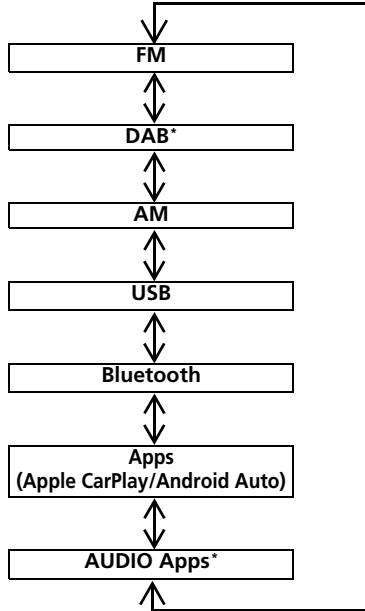 FM
DAB*
AM
USB
Bluetooth
Apps
(Apple CarPlay/Android Auto)
AUDIO Apps*